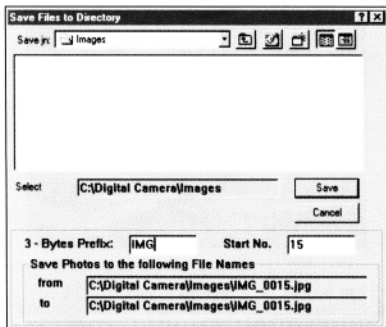 Save Files to Directory
Save in: Images
Select C:\Digital Camera\Images Save
Cancel
3 - Bytes Prefix: IMG Start No. 15
Save Photos to the following File Names
from C:\Digital Camera\Images\IMG_0015.jpg
to C:\Digital Camera\Images\IMG_0015.jpg